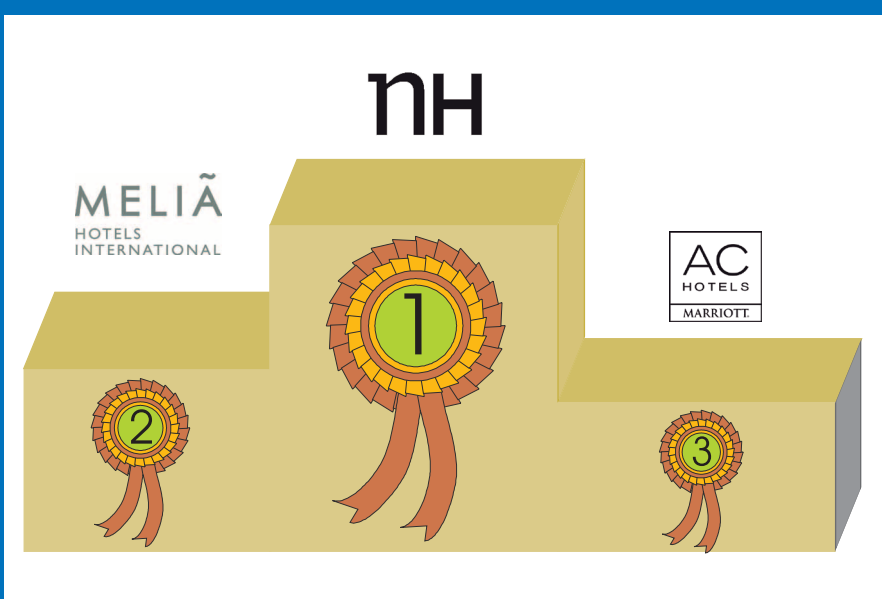 nH
MELIÃ
HOTELS
INTERNATIONAL
AC
HOTELS
MARRIOTT.
1
2
3